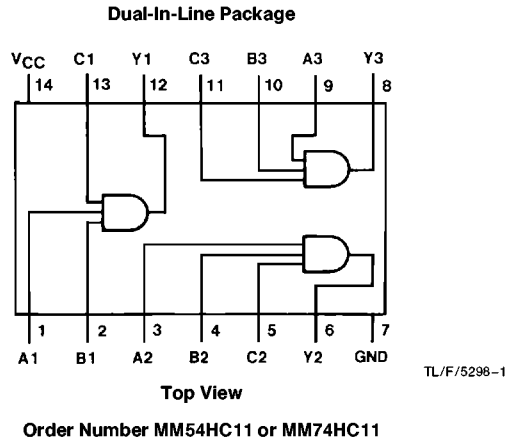 Dual-In-Line Package
VCC C1 Y1 C3 B3 A3 Y3
14 13 12 11 10 9 8
1 2 3 4 5 6 7
A1 B1 A2 B2 C2 Y2 GND
TL/F/5298-1
Top View
Order Number MM54HC11 or MM74HC11